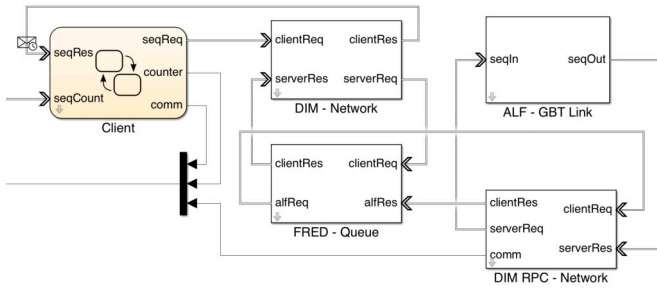 seqRes
seqReq
counter
seqCount
comm
Client
clientReq
clientRes
serverRes
serverReq
DIM - Network
seqIn
seqOut
ALF - GBT Link
clientRes
clientReq
alfReq
alfRes
FRED - Queue
clientRes
clientReq
serverReq
serverRes
comm
DIM RPC - Network